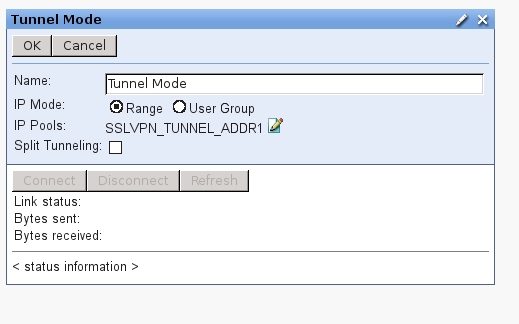 Tunnel Mode
OK Cancel
Name: Tunnel Mode
IP Mode: Range User Group
IP Pools: SSLVPN_TUNNEL_ADDR1
Split Tunneling:
Connect Disconnect Refresh
Link status:
Bytes sent:
Bytes received:
< status information >